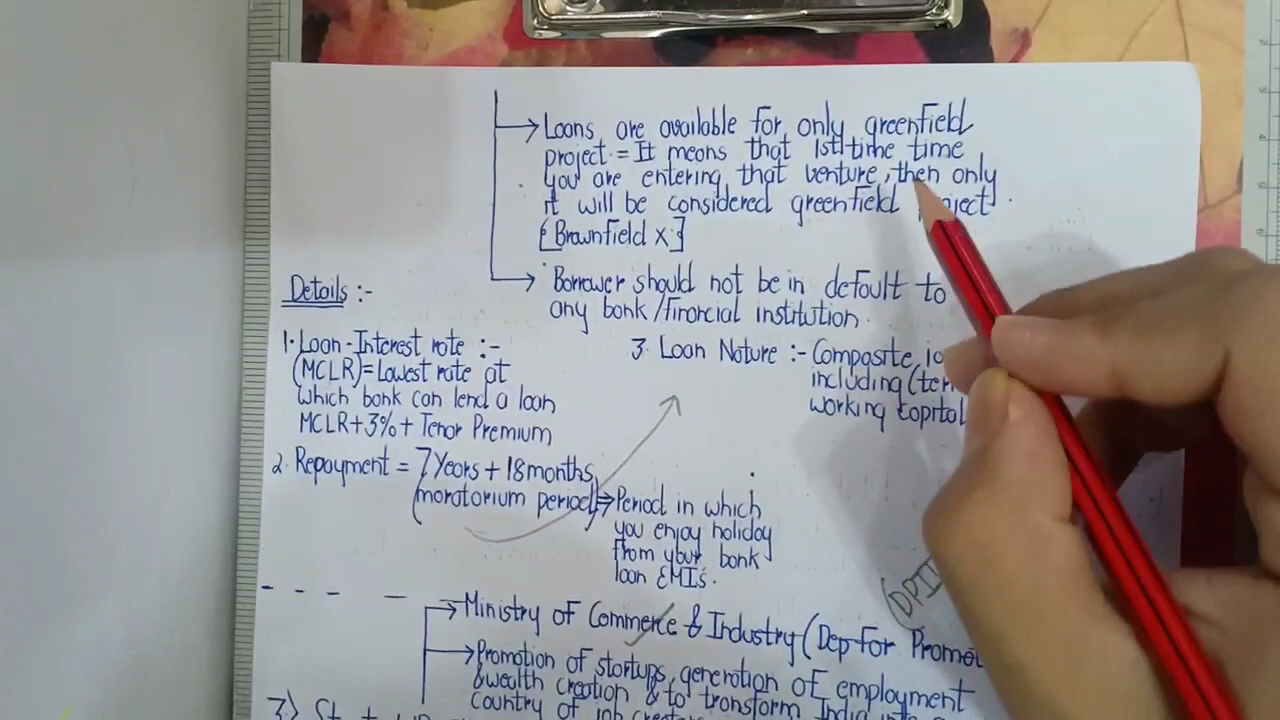 Loans are available for only greenfield
project = It means that 1st time time
you are entering that venture, then only
it will be considered greenfield project
[Brownfield X]
Borrower should not be in default to
any bank/financial institution.
Details :-
1. Loan-Interest rate :-
(MCLR)= Lowest rate at
which bank can lend a loan
MCLR+3%+ Tenor Premium
2. Repayment = 7 Years + 18 months
(moratorium period) ⇒ Period in which
you enjoy holiday
from your bank
loan EMI's.
3. Loan Nature :- Composite
including
working capital
Ministry of Commerce & Industry (Dep For
Promotion of startups, generation of employment
& wealth creation & to transform India
country of job
3)